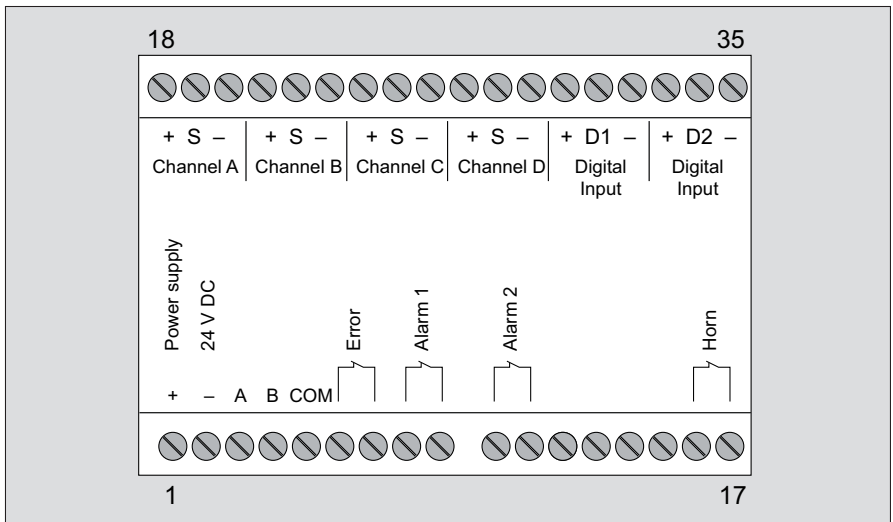 18 35
+ S – + S – + S – + S – + D1 – + D2 –
Channel A Channel B Channel C Channel D Digital Input Digital Input
Power supply
24 V DC
Error
Alarm 1
Alarm 2
Horn
+ – A B COM
1 17